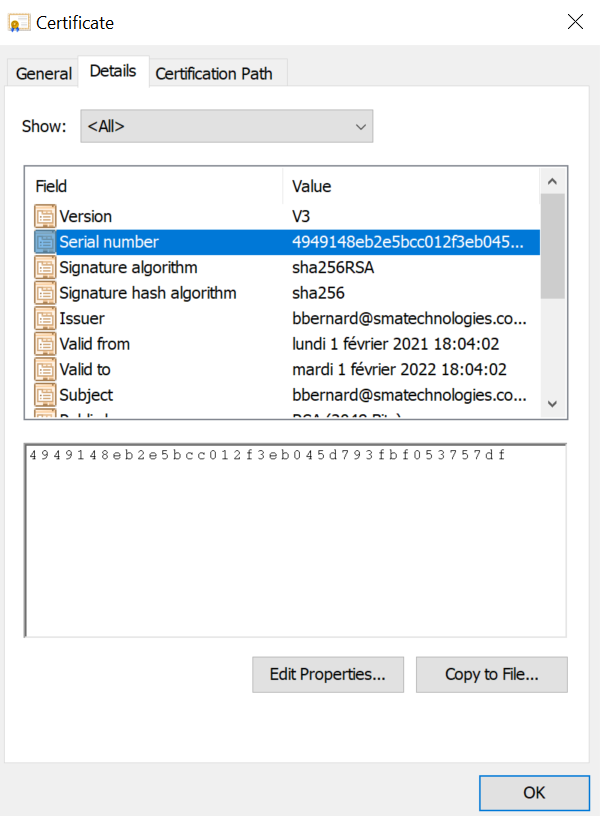 Certificate
General Details Certification Path
Show: <All>
Field Value
Version V3
Serial number 4949148eb2e5bcc012f3eb045...
Signature algorithm sha256RSA
Signature hash algorithm sha256
Issuer bbernard@smatechnologies.co...
Valid from lundi 1 février 2021 18:04:02
Valid to mardi 1 février 2022 18:04:02
Subject bbernard@smatechnologies.co...
4949148eb2e5bcc012f3eb045d793fbf053757df
Edit Properties... Copy to File...
OK